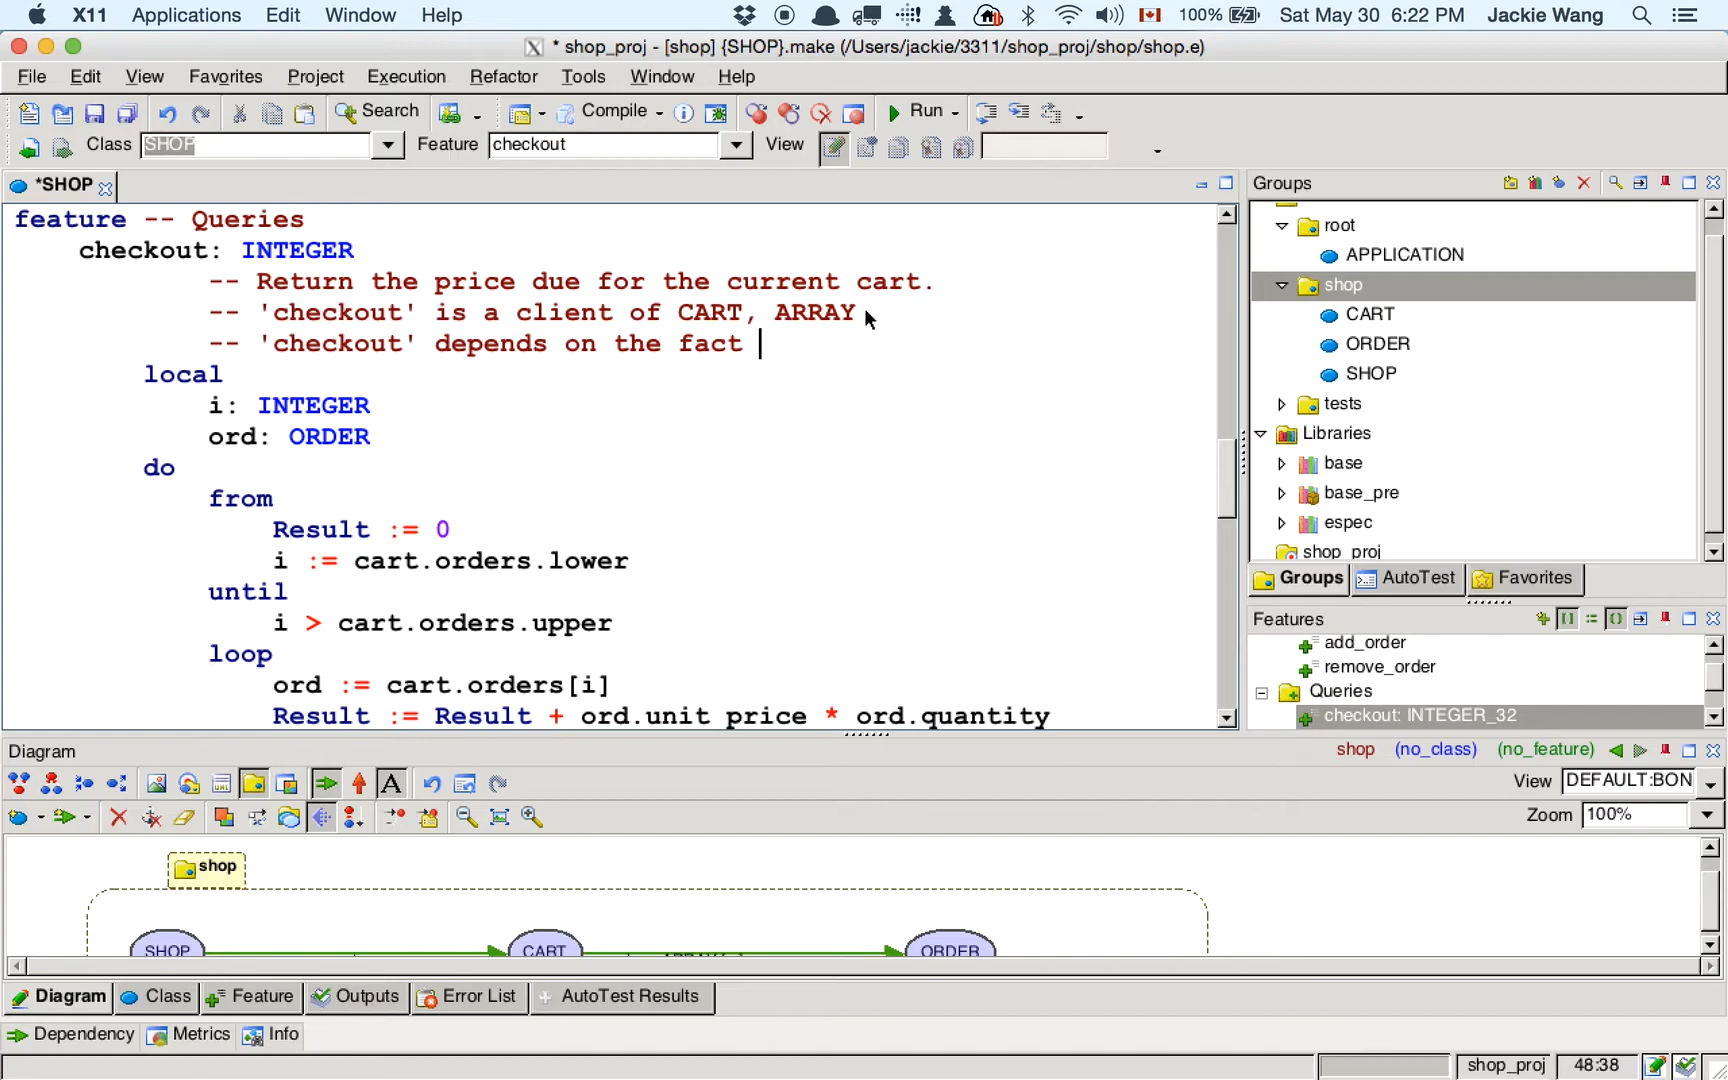 X11 Applications Edit Window Help 100% Sat May 30 6:22 PM Jackie Wang
* shop_proj - [shop] {SHOP}.make (/Users/jackie/3311/shop_proj/shop/shop.e)
File Edit View Favorites Project Execution Refactor Tools Window Help
Search Compile Run
Class SHOP Feature checkout View
*SHOP
feature -- Queries
checkout: INTEGER
-- Return the price due for the current cart.
-- 'checkout' is a client of CART, ARRAY
-- 'checkout' depends on the fact
local
i: INTEGER
ord: ORDER
do
from
Result := 0
i := cart.orders.lower
until
i > cart.orders.upper
loop
ord := cart.orders[i]
Result := Result + ord.unit_price * ord.quantity
Groups
root
APPLICATION
shop
CART
ORDER
SHOP
tests
Libraries
base
base_pre
espec
shop_proj
Groups AutoTest Favorites
Features
add_order
remove_order
Queries
checkout: INTEGER_32
Diagram shop (no_class) (no_feature)
View DEFAULT:BON
Zoom 100%
shop
SHOP CART ORDER
Diagram Class Feature Outputs Error List AutoTest Results
Dependency Metrics Info
shop_proj 48:38